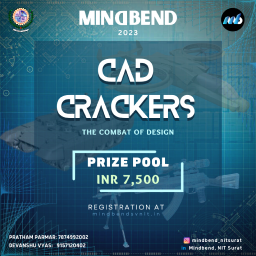 MINDBEND
2023
CAD
CRACKERS
THE COMBAT OF DESIGN
PRIZE POOL
INR 7,500
REGISTRATION AT
mindbendsvnit.in
PRATHAM PARMAR: 7874992002
DEVANSHU VYAS: 9157120402
mindbend_nitsurat
Mindbend, NIT Surat